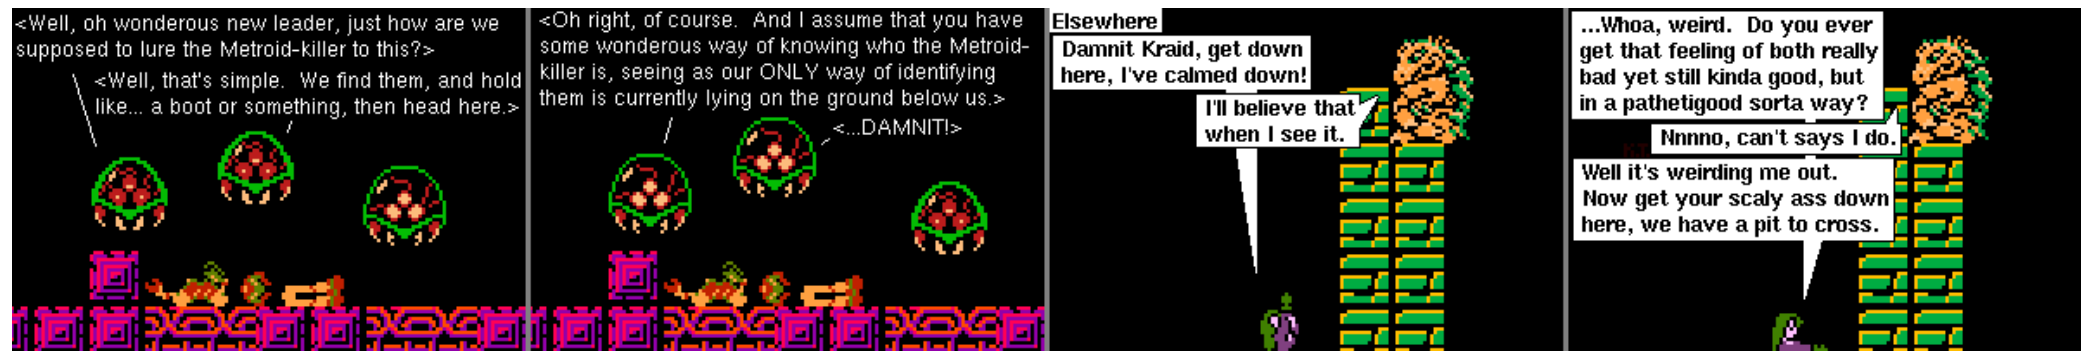 <Well, oh wonderous new leader, just how are we
supposed to lure the Metroid-killer to this?>
<Well, that's simple.  We find them, and hold
like... a boot or something, then head here.>
<Oh right, of course.  And I assume that you have
some wonderous way of knowing who the Metroid-
killer is, seeing as our ONLY way of identifying
them is currently lying on the ground below us.>
<...DAMNIT!>
Elsewhere
Damnit Kraid, get down
here, I've calmed down!
I'll believe that
when I see it.
...Whoa, weird.  Do you ever
get that feeling of both really
bad yet still kinda good, but
in a pathetigood sorta way?
Nnnno, can't says I do.
Well it's weirding me out.
Now get your scaly ass down
here, we have a pit to cross.